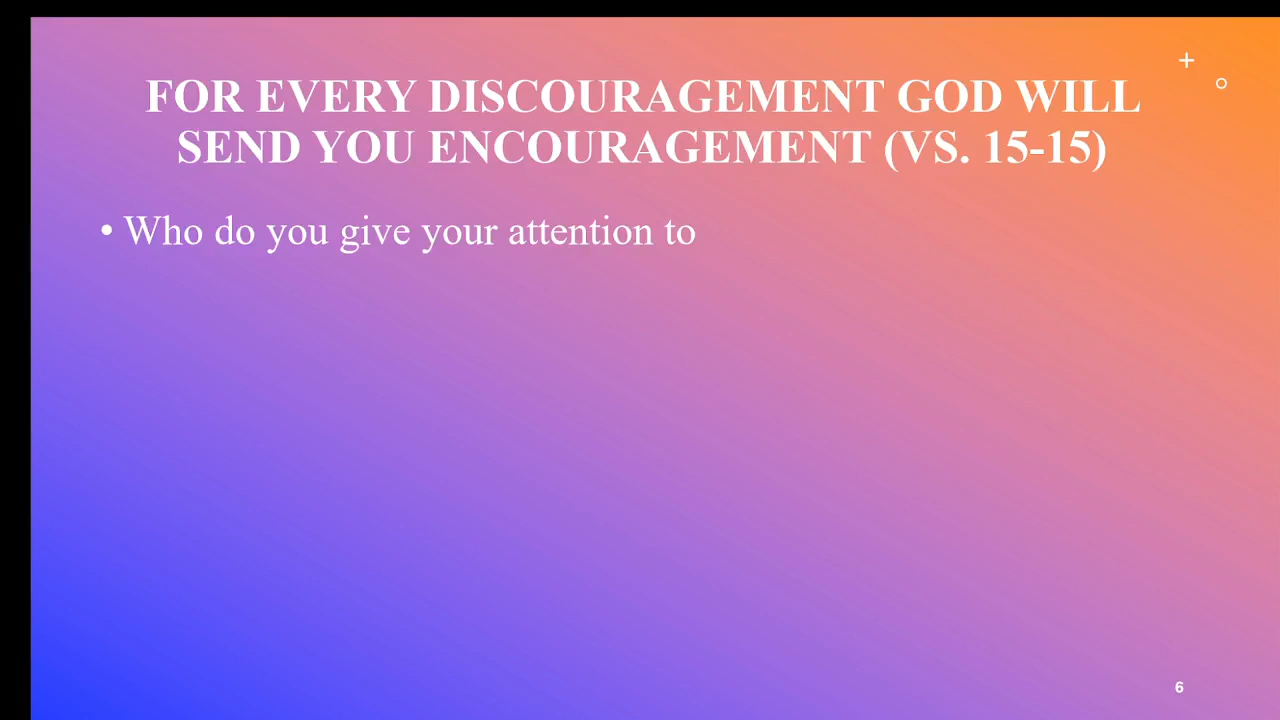 FOR EVERY DISCOURAGEMENT GOD WILL
SEND YOU ENCOURAGEMENT (VS. 15-15)
• Who do you give your attention to
6